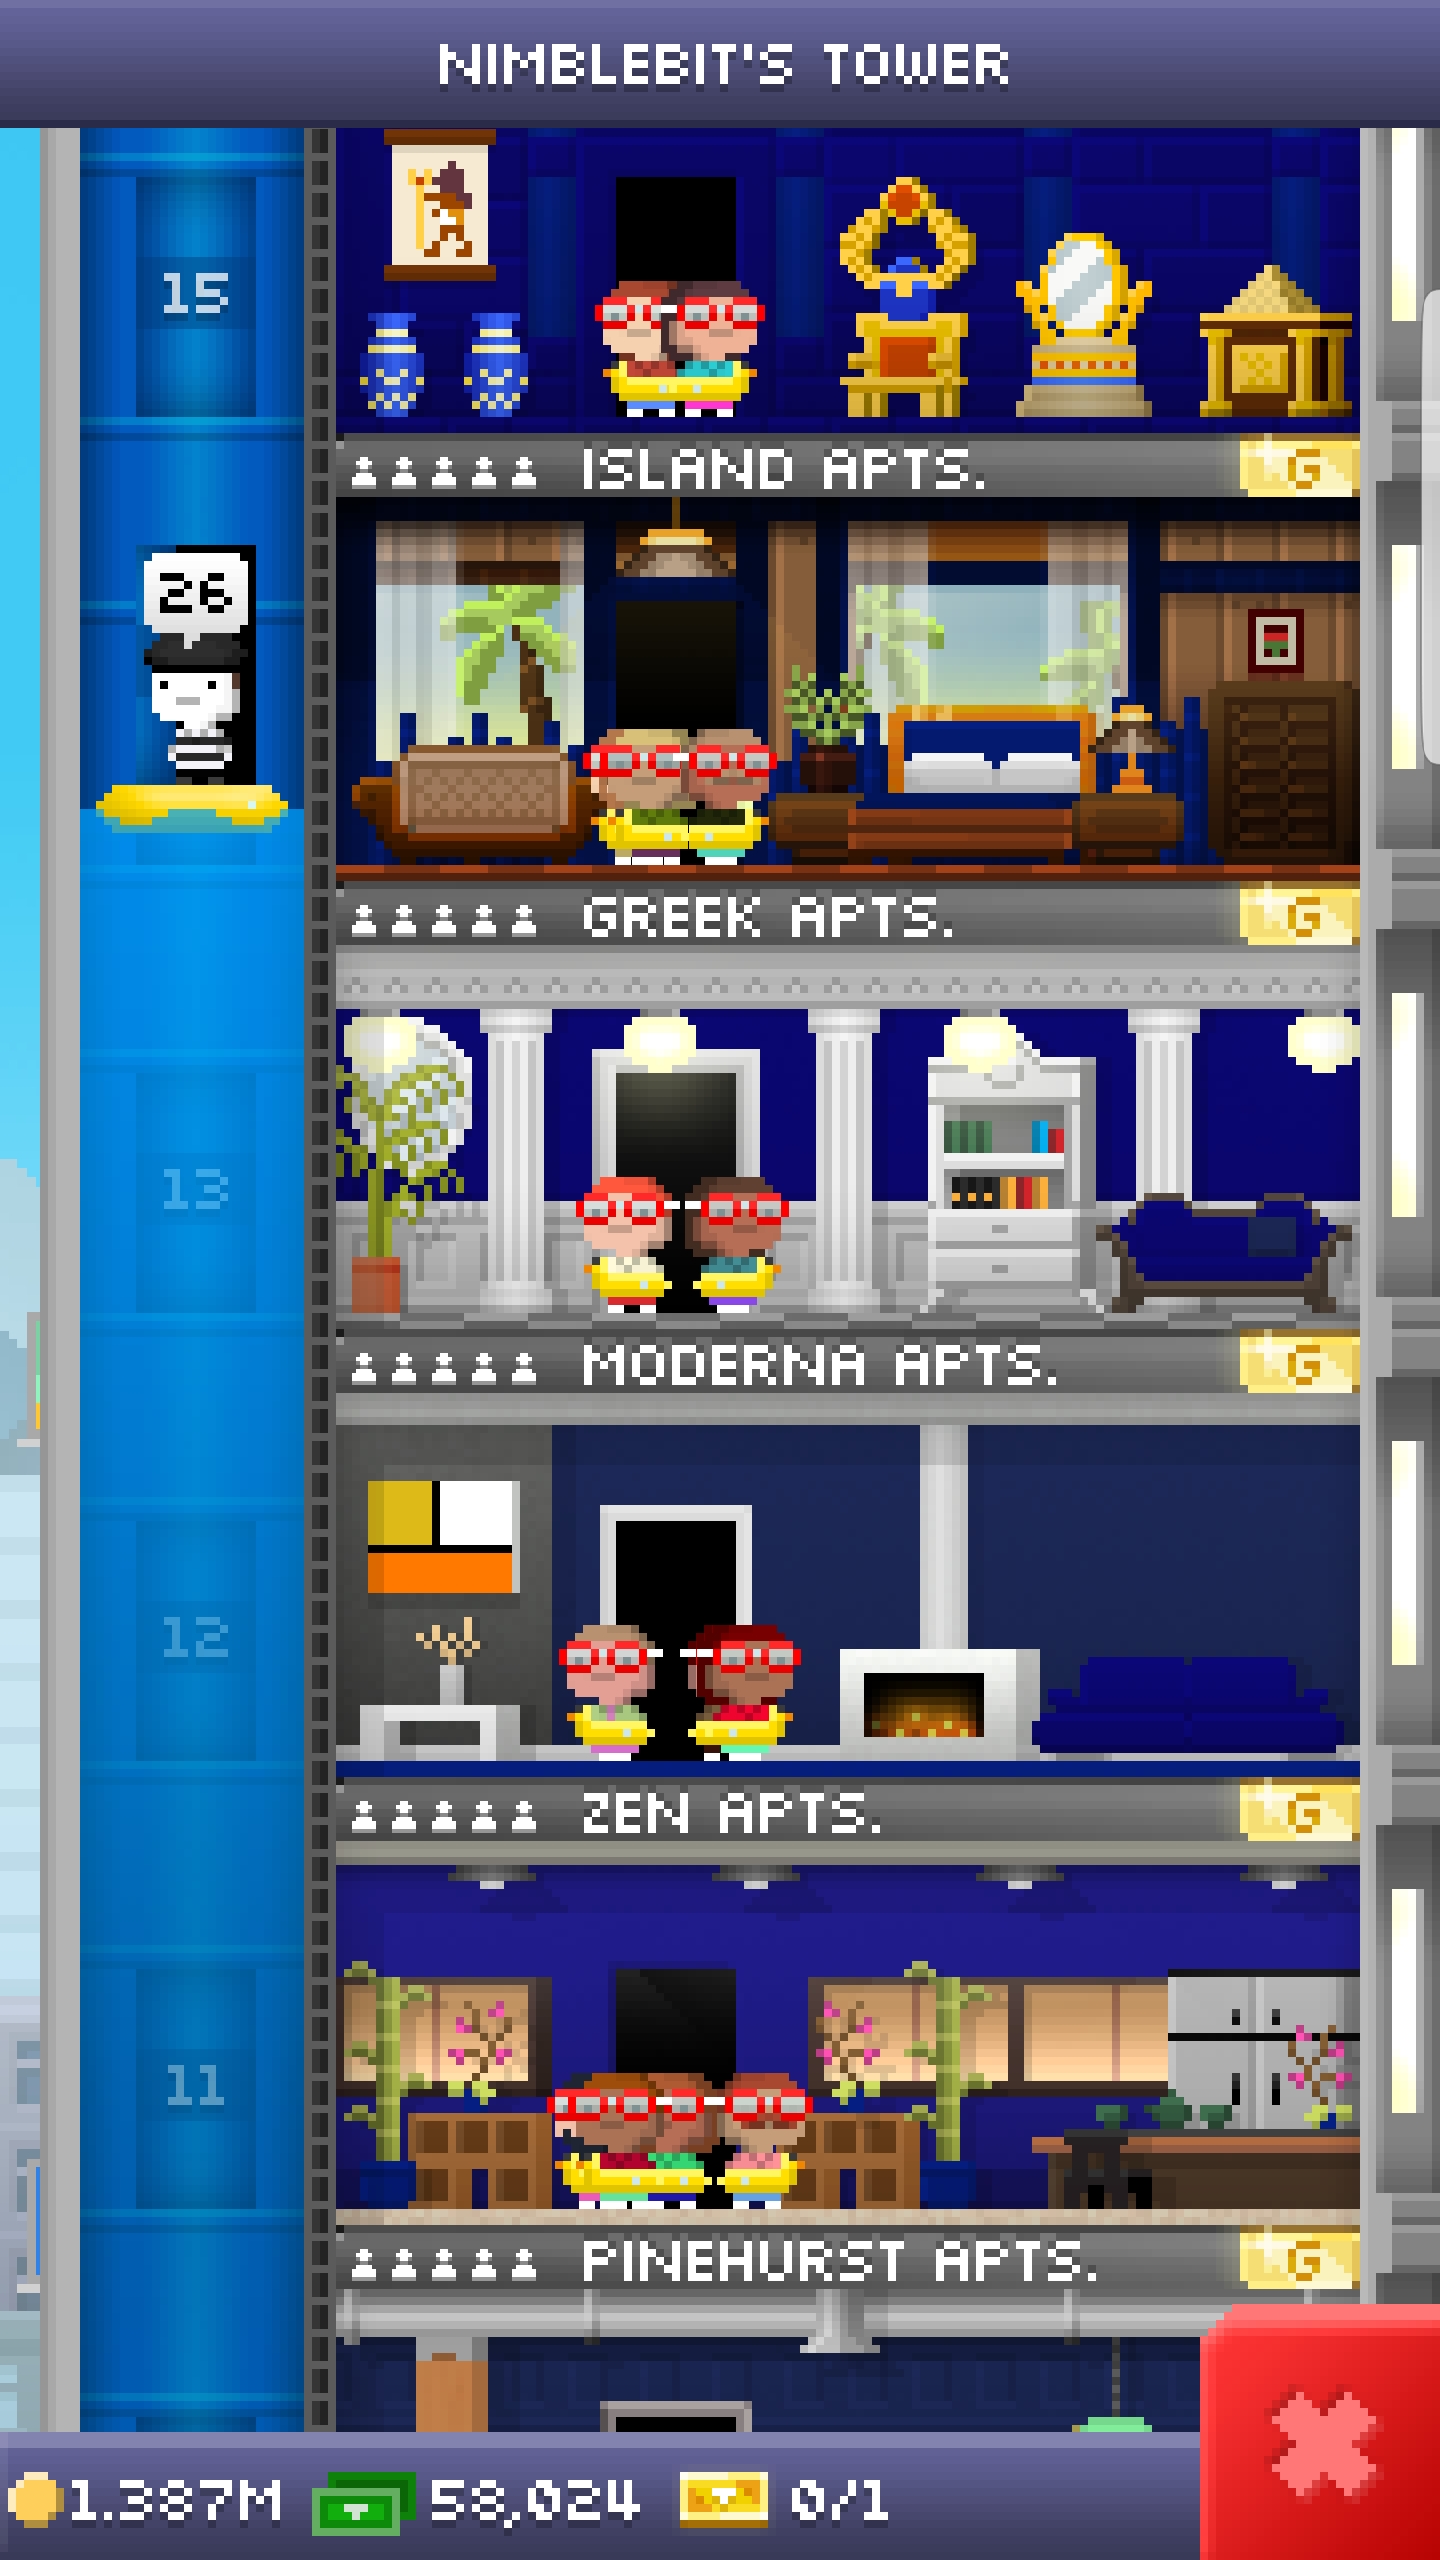 NIMBLEBIT'S TOWER
15
ISLAND APTS. G
26
GREEK APTS. G
13
MODERNA APTS. G
12
ZEN APTS. G
11
PINEHURST APTS. G
1.387M 58,024 0/1